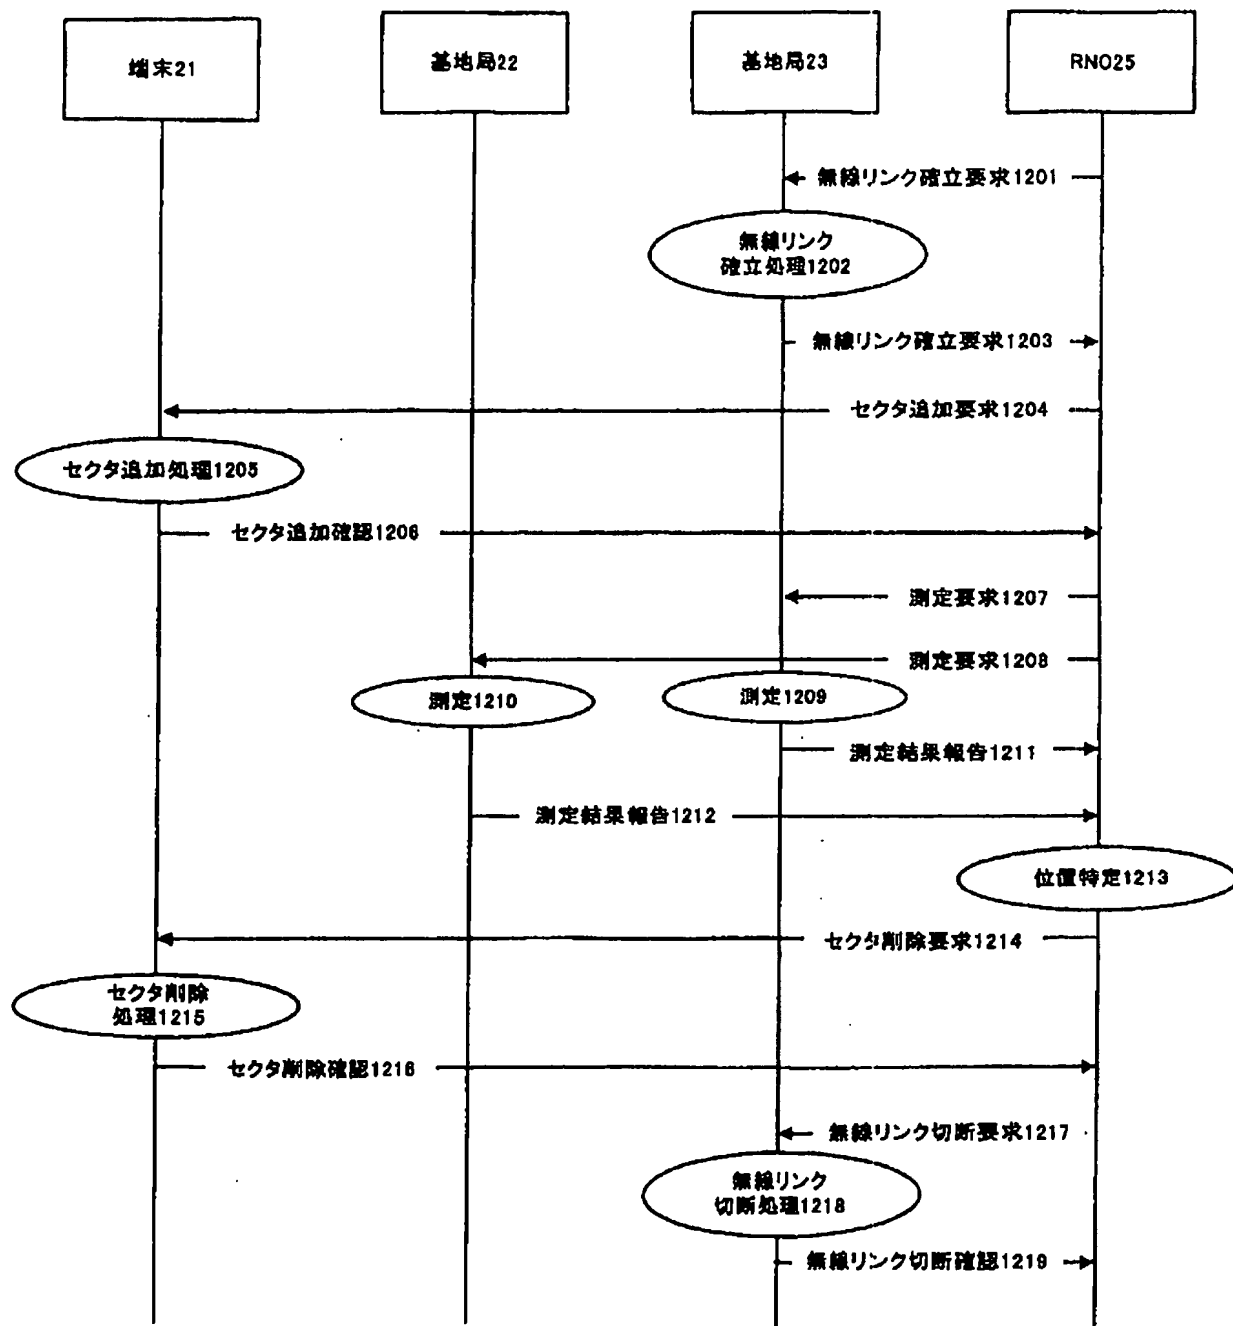 端末21
基地局22
基地局23
RNO25
無線リンク確立要求1201
無線リンク
確立処理1202
無線リンク確立要求1203
セクタ追加要求1204
セクタ追加処理1205
セクタ追加確認1206
測定要求1207
測定要求1208
測定1210
測定1209
測定結果報告1211
測定結果報告1212
位置特定1213
セクタ削除要求1214
セクタ削除
処理1215
セクタ削除確認1216
無線リンク切断要求1217
無線リンク
切断処理1218
無線リンク切断確認1219